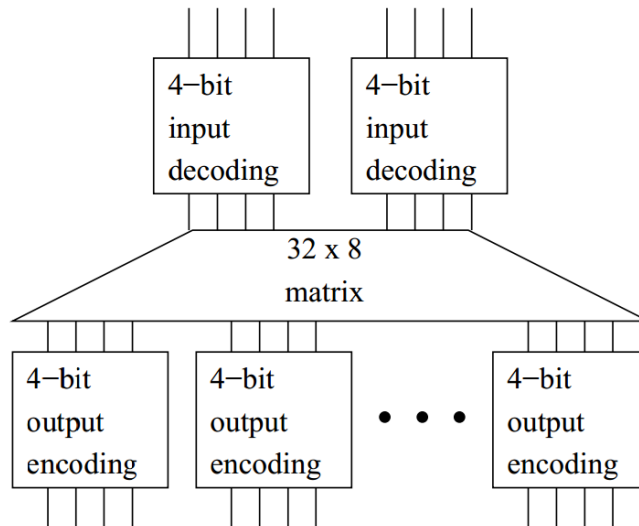 4−bit
input
decoding
4−bit
input
decoding
32 x 8
matrix
4−bit
output
encoding
4−bit
output
encoding
4−bit
output
encoding